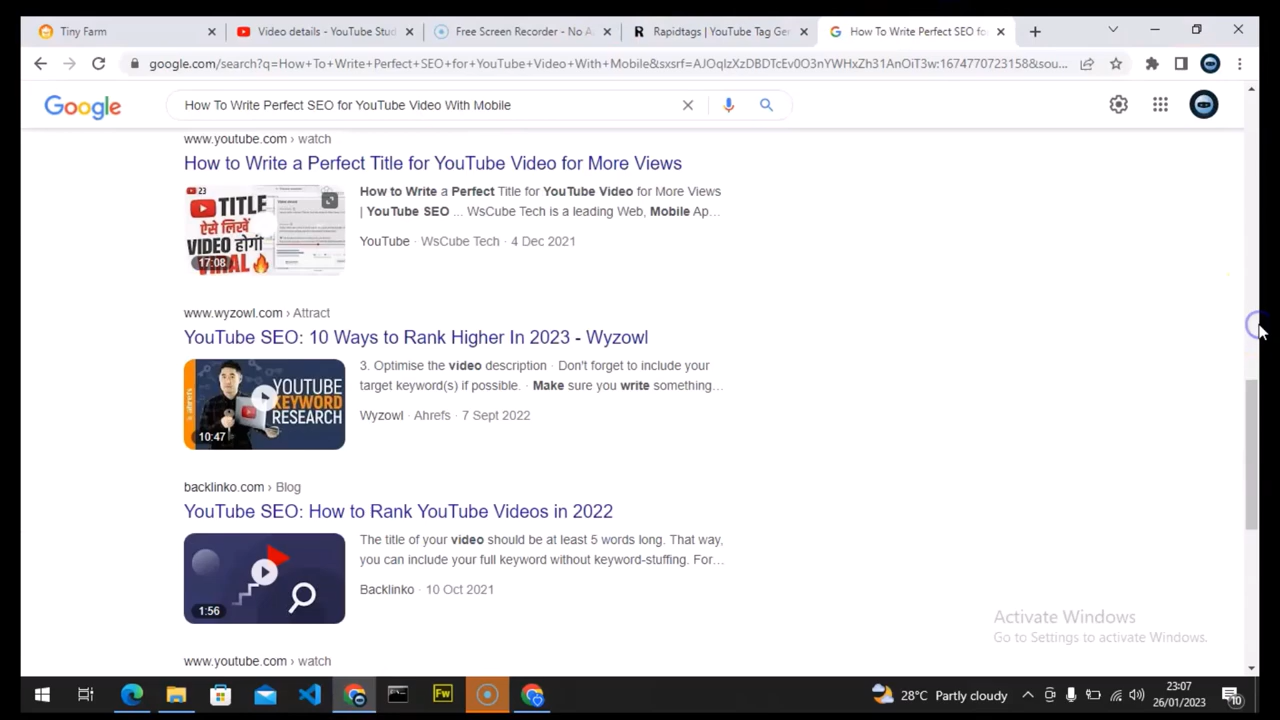 Tiny Farm
Video details - YouTube Stud
Free Screen Recorder - No A
Rapidtags | YouTube Tag Ger
How To Write Perfect SEO fo
google.com/search?q=How+To+Write+Perfect+SEO+for+YouTube+Video+With+Mobile&sxsrf=AJOqlzXzDBDTcEv0O3nYWHxZh31AnOiT3w:1674770723158&sou...
Google
How To Write Perfect SEO for YouTube Video With Mobile
www.youtube.com › watch
How to Write a Perfect Title for YouTube Video for More Views
23
TITLE
ऐसे लिखें
VIDEO होगी
VIRAL
17:08
How to Write a Perfect Title for YouTube Video for More Views
| YouTube SEO ... WsCube Tech is a leading Web, Mobile Ap...
YouTube · WsCube Tech · 4 Dec 2021
www.wyzowl.com › Attract
YouTube SEO: 10 Ways to Rank Higher In 2023 - Wyzowl
ahrefs
YOUTUBE
KEYWORD
RESEARCH
10:47
3. Optimise the video description · Don't forget to include your
target keyword(s) if possible. · Make sure you write something...
Wyzowl · Ahrefs · 7 Sept 2022
backlinko.com › Blog
YouTube SEO: How to Rank YouTube Videos in 2022
1:56
The title of your video should be at least 5 words long. That way,
you can include your full keyword without keyword-stuffing. For...
Backlinko · 10 Oct 2021
www.youtube.com › watch
Activate Windows
Go to Settings to activate Windows.
Fw
28°C Partly cloudy
23:07
26/01/2023
10